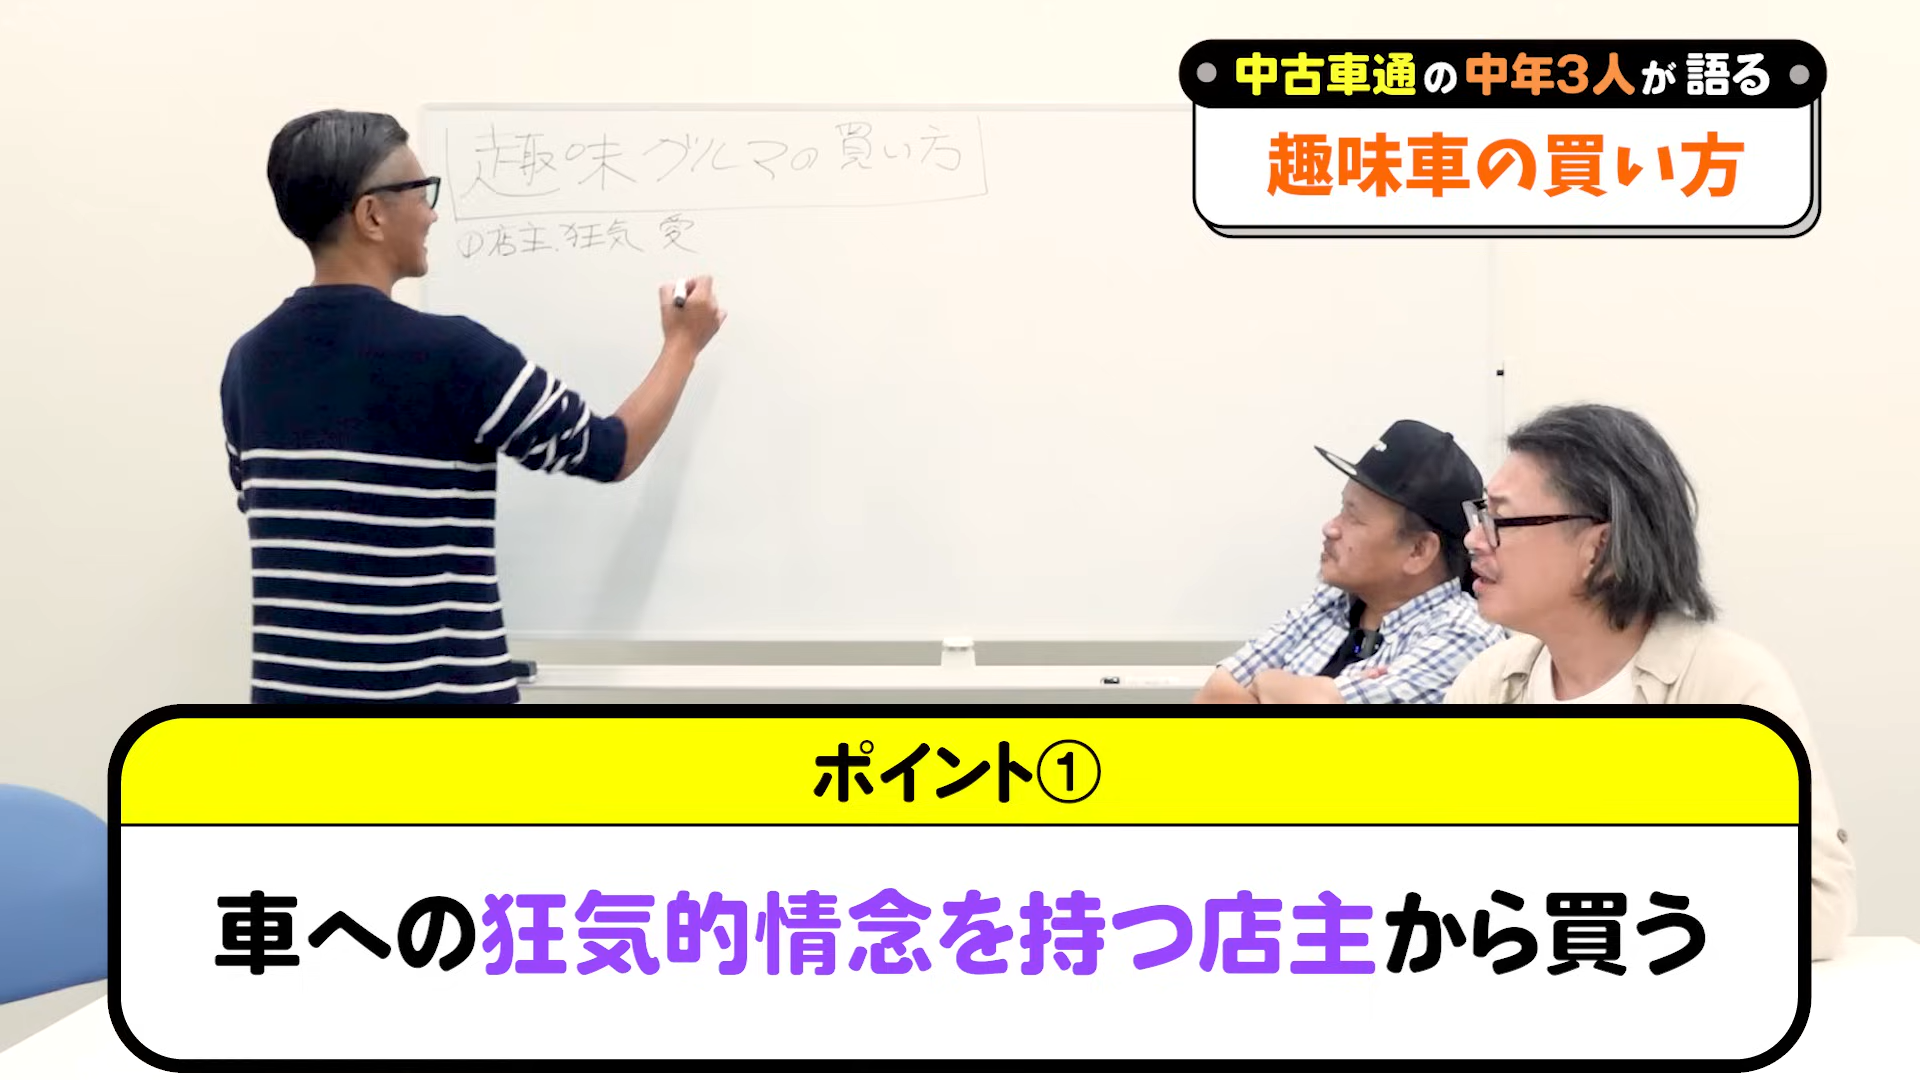 中古車通の中年3人が語る
趣味車の買い方
趣味グルマの買い方
①店主.狂気 愛
ポイント①
車への狂気的情念を持つ店主から買う